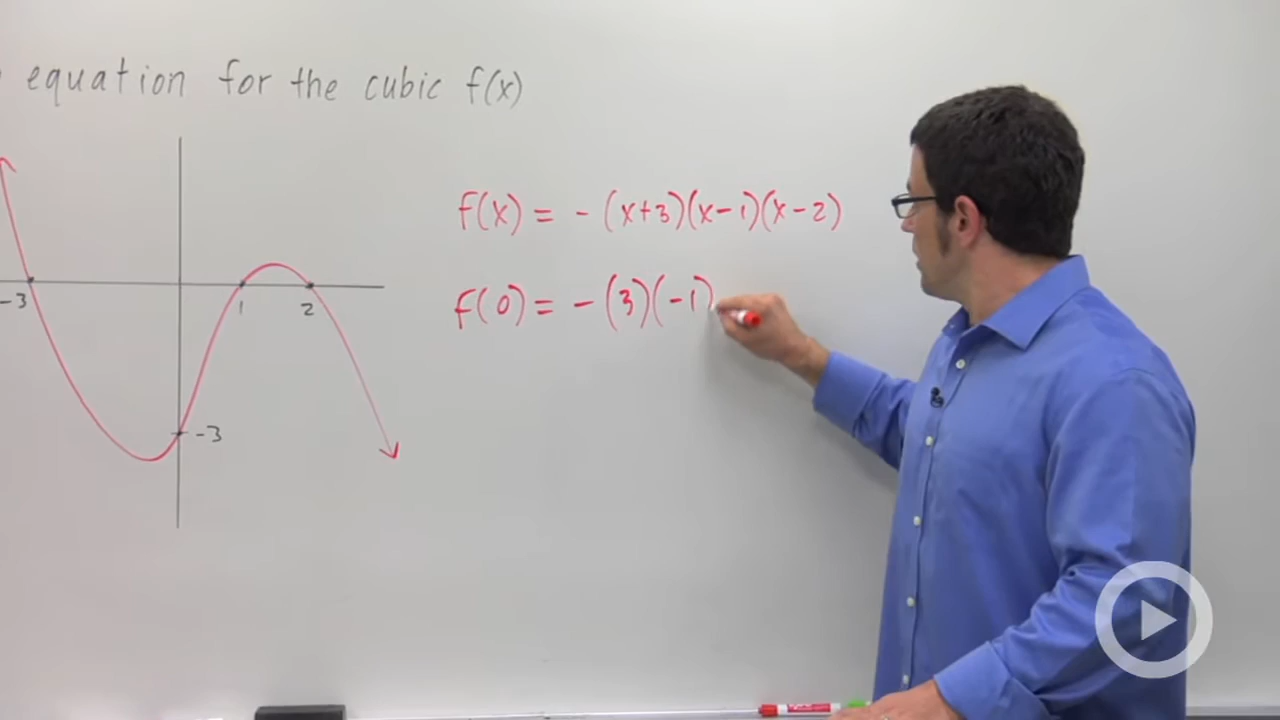 equation for the cubic f(x)
f(x) = - (x+3)(x-1)(x-2)
f(0) = - (3)(-1)
-3
1
2
-3